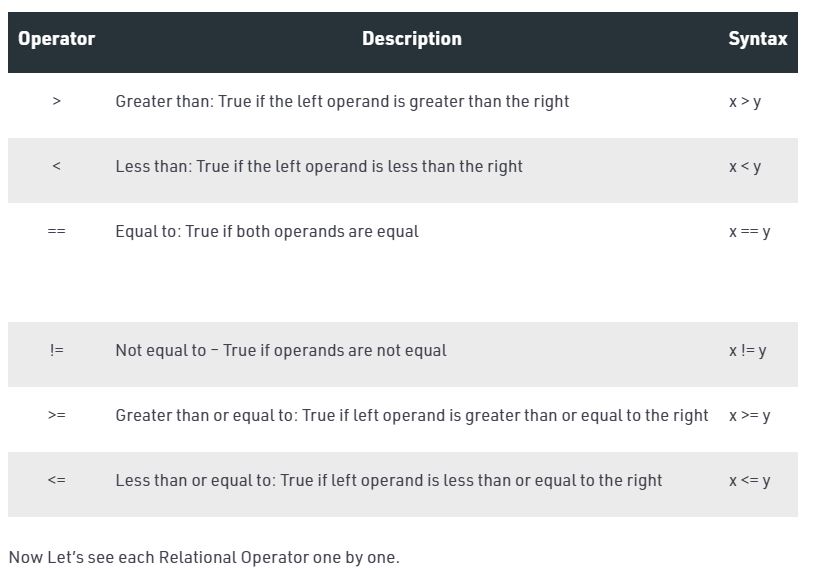 Operator Description Syntax
> Greater than: True if the left operand is greater than the right x > y
< Less than: True if the left operand is less than the right x < y
== Equal to: True if both operands are equal x == y
!= Not equal to – True if operands are not equal x != y
>= Greater than or equal to: True if left operand is greater than or equal to the right x >= y
<= Less than or equal to: True if left operand is less than or equal to the right x <= y
Now Let’s see each Relational Operator one by one.